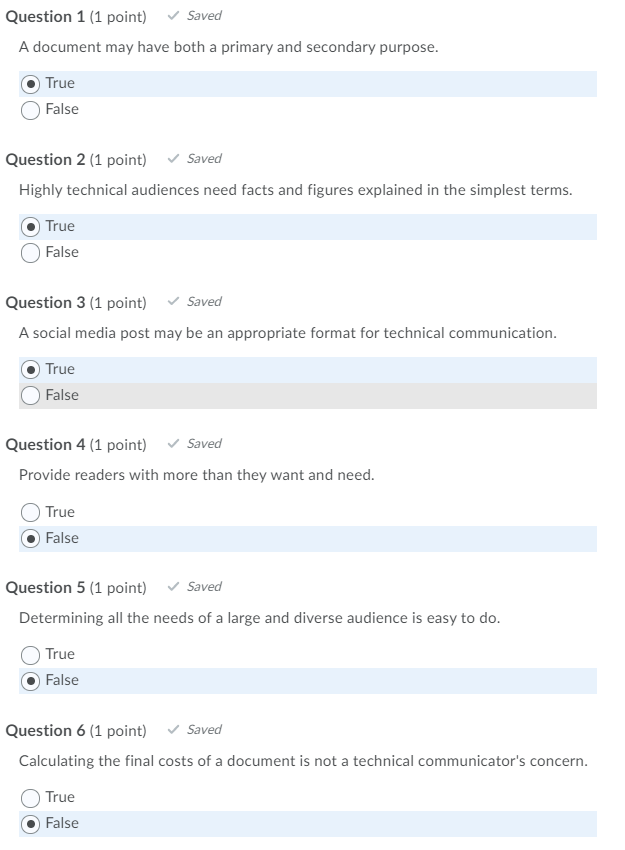 Question 1 (1 point) Saved
A document may have both a primary and secondary purpose.
True
False
Question 2 (1 point) Saved
Highly technical audiences need facts and figures explained in the simplest terms.
True
False
Question 3 (1 point) Saved
A social media post may be an appropriate format for technical communication.
True
False
Question 4 (1 point) Saved
Provide readers with more than they want and need.
True
False
Question 5 (1 point) Saved
Determining all the needs of a large and diverse audience is easy to do.
True
False
Question 6 (1 point) Saved
Calculating the final costs of a document is not a technical communicator's concern.
True
False